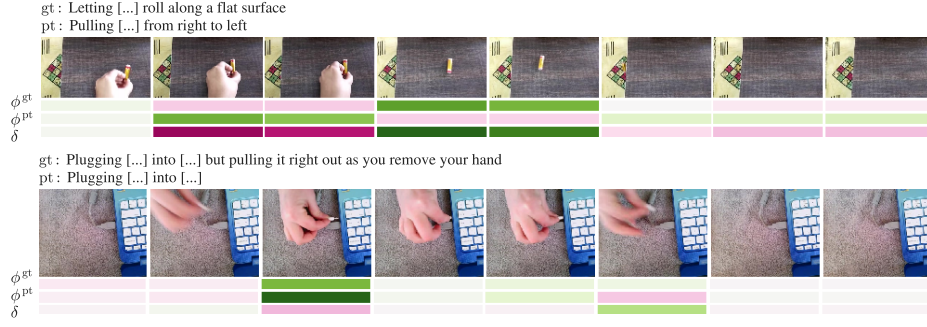 gt : Letting [...] roll along a flat surface
pt : Pulling [...] from right to left
ϕ^gt
ϕ^pt
δ
gt : Plugging [...] into [...] but pulling it right out as you remove your hand
pt : Plugging [...] into [...]
ϕ^gt
ϕ^pt
δ